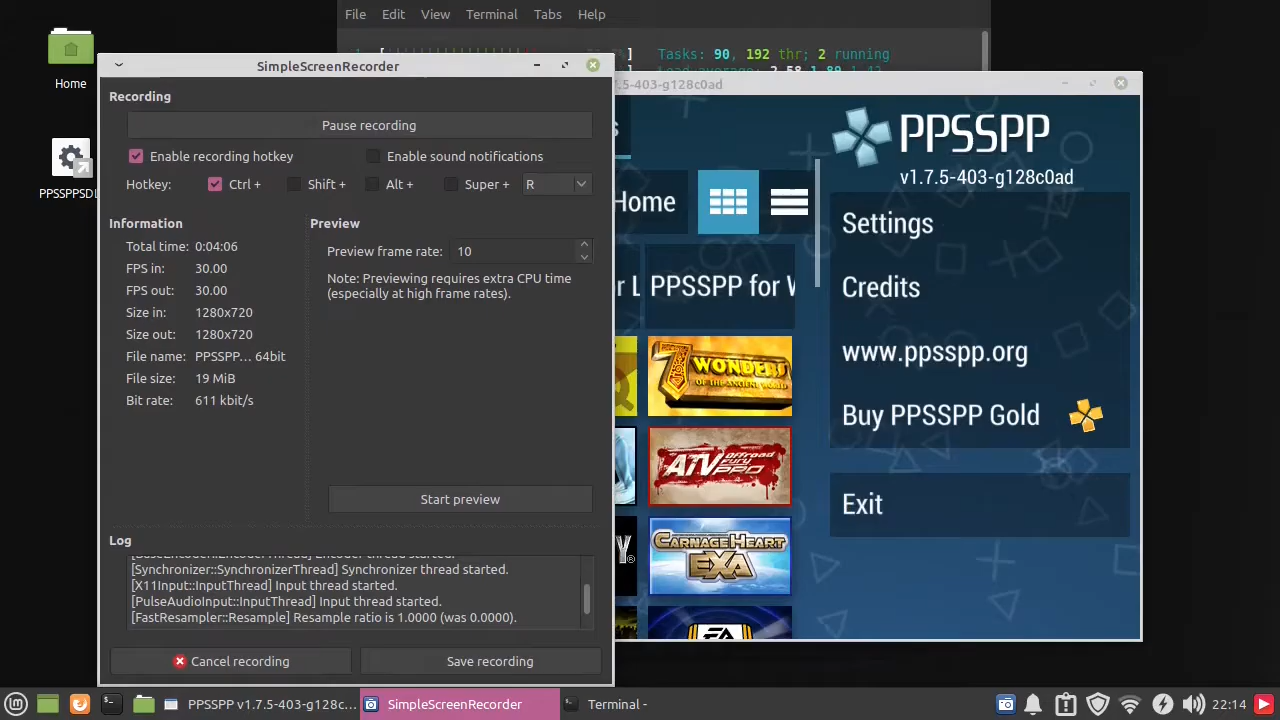 File Edit View Terminal Tabs Help
Tasks: 90, 192 thr; 2 running
Home
PPSSPPSDL
SimpleScreenRecorder
Recording
Pause recording
Enable recording hotkey
Enable sound notifications
Hotkey: Ctrl + Shift + Alt + Super + R
Information
Total time: 0:04:06
FPS in: 30.00
FPS out: 30.00
Size in: 1280x720
Size out: 1280x720
File name: PPSSPP... 64bit
File size: 19 MiB
Bit rate: 611 kbit/s
Preview
Preview frame rate: 10
Note: Previewing requires extra CPU time
(especially at high frame rates).
Start preview
Log
[Synchronizer::SynchronizerThread] Synchronizer thread started.
[X11Input::InputThread] Input thread started.
[PulseAudioInput::InputThread] Input thread started.
[FastResampler::Resample] Resample ratio is 1.0000 (was 0.0000).
Cancel recording
Save recording
7.5-403-g128c0ad
Home
PPSSPP for
7 WONDERS
OF THE ANCIENT WORLD
ATV Offroad
Fury
PRO
CARNAGE HEART
EXA
EA
PPSSPP
v1.7.5-403-g128c0ad
Settings
Credits
www.ppsspp.org
Buy PPSSPP Gold
Exit
PPSSPP v1.7.5-403-g128c...
SimpleScreenRecorder
Terminal -
22:14